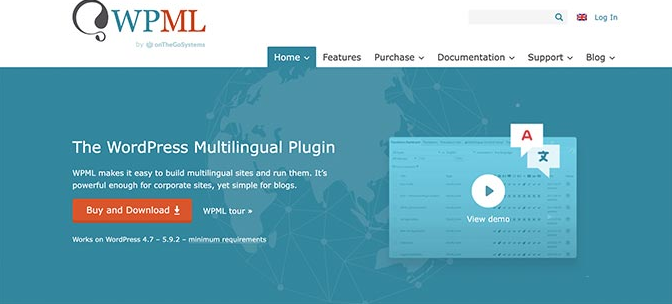 WPML
by onTheGoSystems
Log In
Home Features Purchase Documentation Support Blog
The WordPress Multilingual Plugin
WPML makes it easy to build multilingual sites and run them. It's
powerful enough for corporate sites, yet simple for blogs.
Buy and Download
WPML tour »
Works on WordPress 4.7 – 5.9.2 – minimum requirements
A
文
View demo